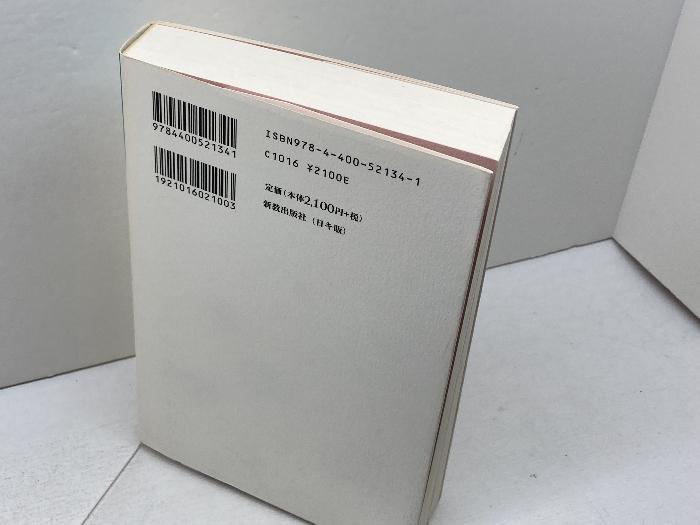 9784400521341
1921016021003
ISBN978-4-400-52134-1
C1016 ¥2100E
定価(本体2,100円+税)
新教出版社 (日キ販)